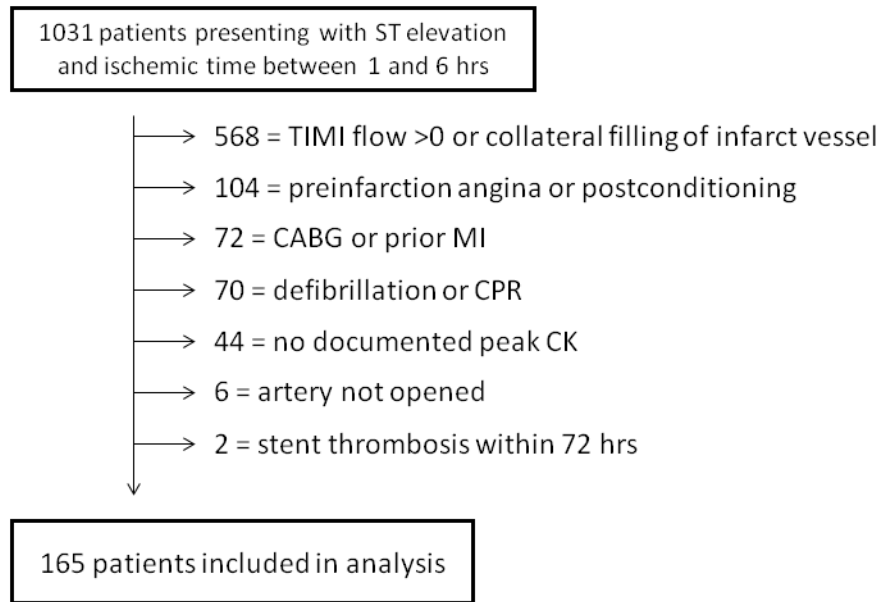 1031 patients presenting with ST elevation
and ischemic time between 1 and 6 hrs
568 = TIMI flow >0 or collateral filling of infarct vessel
104 = preinfarction angina or postconditioning
72 = CABG or prior MI
70 = defibrillation or CPR
44 = no documented peak CK
6 = artery not opened
2 = stent thrombosis within 72 hrs
165 patients included in analysis